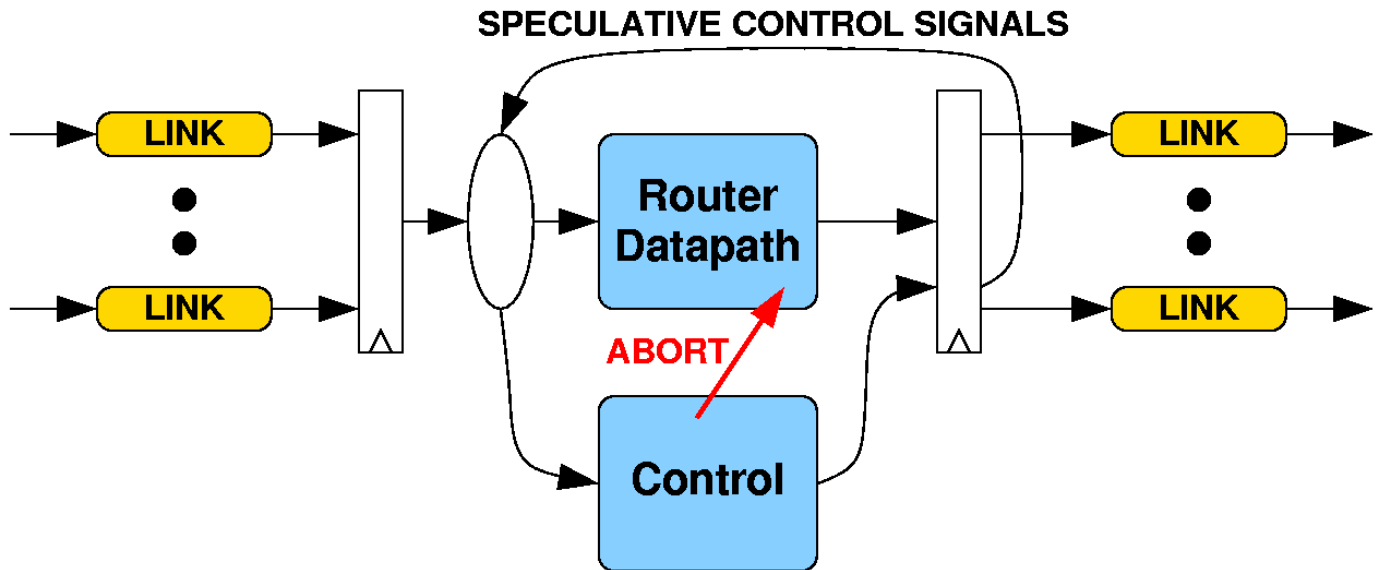 SPECULATIVE CONTROL SIGNALS
LINK
LINK
Router
Datapath
LINK
LINK
ABORT
Control